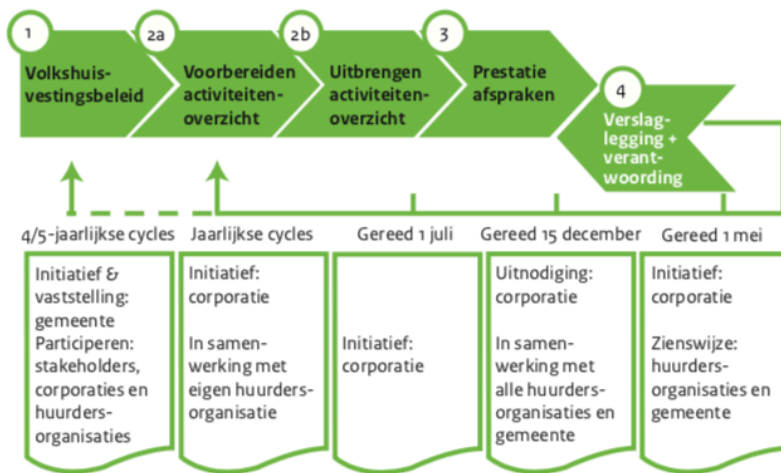 1
Volkshuis-
vestingsbeleid
2a
Voorbereiden
activiteiten-
overzicht
2b
Uitbrengen
activiteiten-
overzicht
3
Prestatie
afspraken
4
Verslag-
legging +
verant-
woording
4/5-jaarlijkse cycles
Jaarlijkse cycles
Gereed 1 juli
Gereed 15 december
Gereed 1 mei
Initiatief &
vaststelling:
gemeente
Participeren:
stakeholders,
corporaties en
huurders-
organisaties
Initiatief:
corporatie
In samen-
werking met
eigen huurders-
organisatie
Initiatief:
corporatie
Uitnodiging:
corporatie
In samen-
werking met
alle huurders-
organisaties en
gemeente
Initiatief:
corporatie
Zienswijze:
huurders-
organisaties en
gemeente